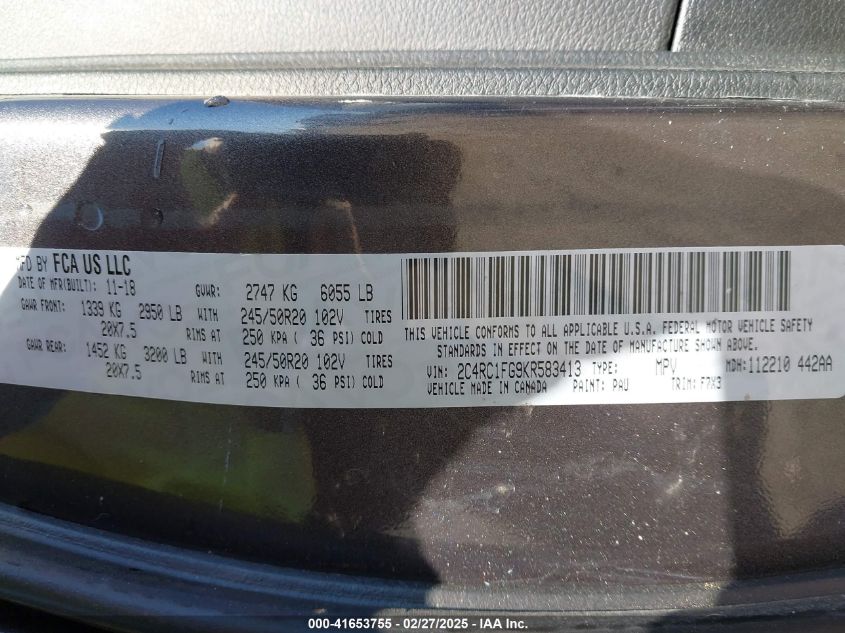 MFD BY FCA US LLC
DATE OF MFR(BUILT): 11-18 GVWR: 2747 KG 6055 LB
GAWR FRONT: 1339 KG 2950 LB WITH 245/50R20 102V TIRES
20X7.5 RIMS AT 250 KPA ( 36 PSI) COLD
GAWR REAR: 1452 KG 3200 LB WITH 245/50R20 102V TIRES
20X7.5 RIMS AT 250 KPA ( 36 PSI) COLD
THIS VEHICLE CONFORMS TO ALL APPLICABLE U.S.A. FEDERAL MOTOR VEHICLE SAFETY
STANDARDS IN EFFECT ON THE DATE OF MANUFACTURE SHOWN ABOVE.
VIN: 2C4RC1FG9KR583413 TYPE: MPV MDH: 112210 442AA
VEHICLE MADE IN CANADA PAINT: PAU TRIM: F7X3
000-41653755 - 02/27/2025 - IAAI.com